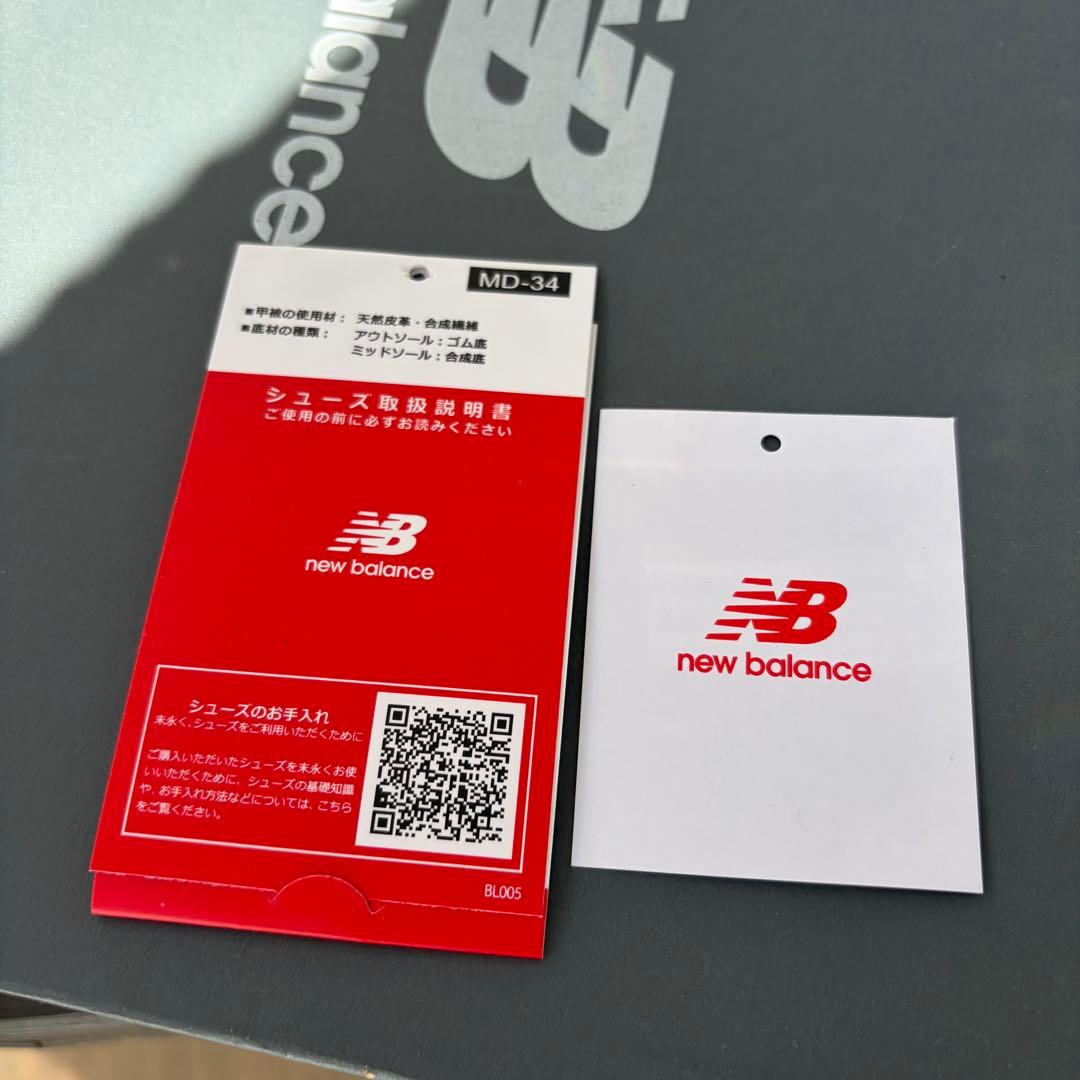 balance
NB
MD-34
■甲被の使用材： 天然皮革・合成繊維
■底材の種類： アウトソール：ゴム底
ミッドソール：合成底
シューズ取扱説明書
ご使用の前に必ずお読みください
NB
new balance
シューズのお手入れ
末永く、シューズをご利用いただくために
ご購入いただいたシューズを末永くお使
いいただくために、シューズの基礎知識
や、お手入れ方法などについては、こちら
をご覧ください。
BL005
NB
new balance